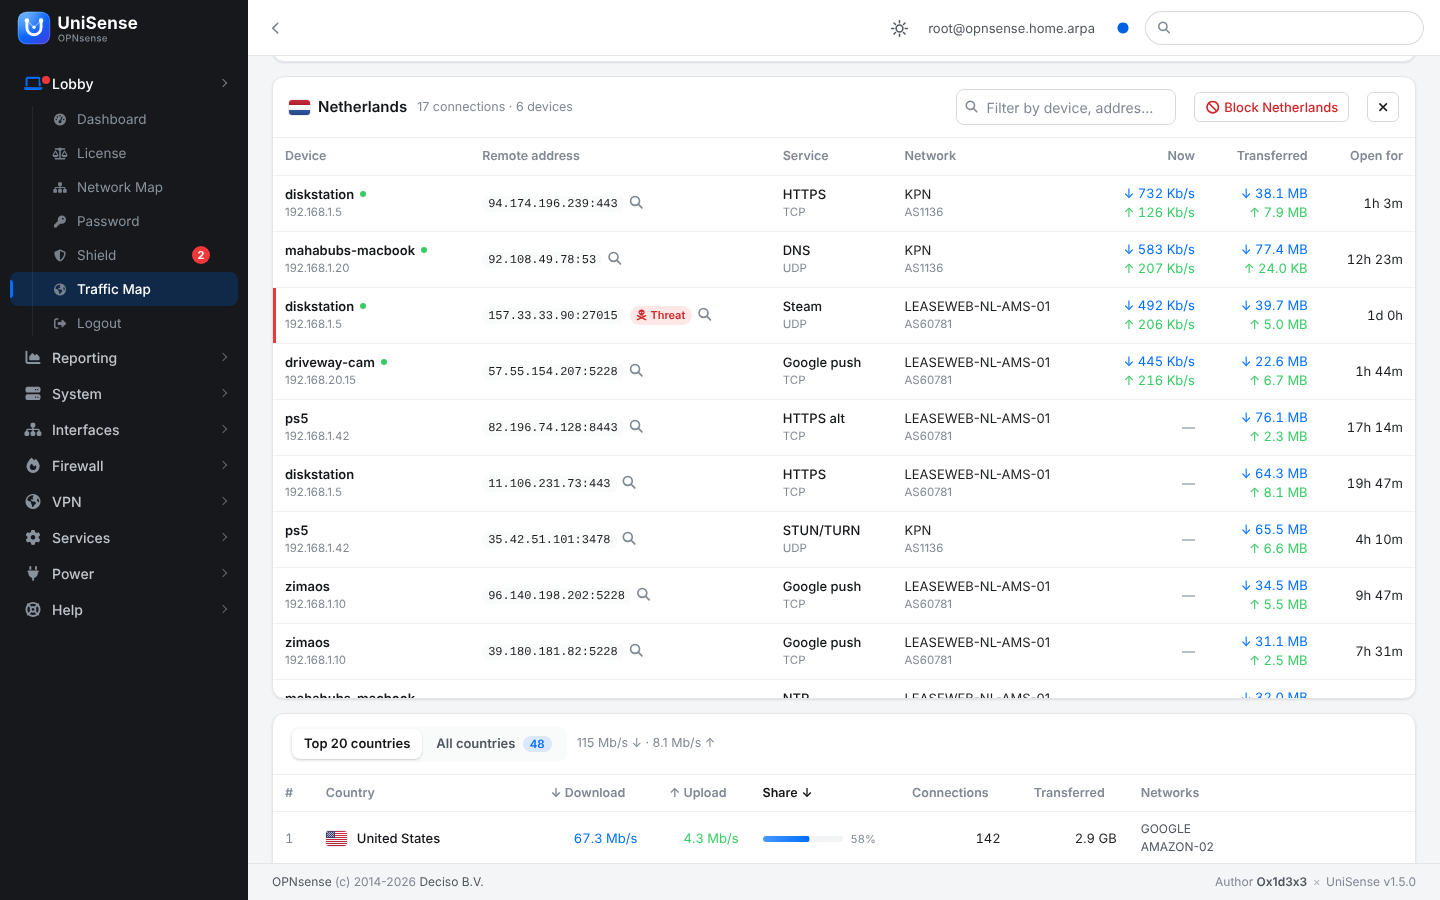 UniSense
OPNsense
root@opnsense.home.arpa
Lobby
Dashboard
License
Network Map
Password
Shield 2
Traffic Map
Logout
Reporting
System
Interfaces
Firewall
VPN
Services
Power
Help
Netherlands 17 connections · 6 devices Filter by device, addres... Block Netherlands ×
Device Remote address Service Network Now Transferred Open for
diskstation 94.174.196.239:443 HTTPS KPN ↓ 732 Kb/s ↓ 38.1 MB 1h 3m
192.168.1.5 TCP AS1136 ↑ 126 Kb/s ↑ 7.9 MB
mahabubs-macbook 92.108.49.78:53 DNS KPN ↓ 583 Kb/s ↓ 77.4 MB 12h 23m
192.168.1.20 UDP AS1136 ↑ 207 Kb/s ↑ 24.0 KB
diskstation 157.33.33.90:27015 Threat Steam LEASEWEB-NL-AMS-01 ↓ 492 Kb/s ↓ 39.7 MB 1d 0h
192.168.1.5 UDP AS60781 ↑ 206 Kb/s ↑ 5.0 MB
driveway-cam 57.55.154.207:5228 Google push LEASEWEB-NL-AMS-01 ↓ 445 Kb/s ↓ 22.6 MB 1h 44m
192.168.20.15 TCP AS60781 ↑ 216 Kb/s ↑ 6.7 MB
ps5 82.196.74.128:8443 HTTPS alt LEASEWEB-NL-AMS-01 — ↓ 76.1 MB 17h 14m
192.168.1.42 TCP AS60781 ↑ 2.3 MB
diskstation 11.106.231.73:443 HTTPS LEASEWEB-NL-AMS-01 — ↓ 64.3 MB 19h 47m
192.168.1.5 TCP AS60781 ↑ 8.1 MB
ps5 35.42.51.101:3478 STUN/TURN KPN — ↓ 65.5 MB 4h 10m
192.168.1.42 UDP AS1136 ↑ 6.6 MB
zimaos 96.140.198.202:5228 Google push LEASEWEB-NL-AMS-01 — ↓ 34.5 MB 9h 47m
192.168.1.10 TCP AS60781 ↑ 5.5 MB
zimaos 39.180.181.82:5228 Google push LEASEWEB-NL-AMS-01 — ↓ 31.1 MB 7h 31m
192.168.1.10 TCP AS60781 ↑ 2.5 MB
mahabubs-macbook NTP LEASEWEB-NL-AMS-01 ↓ 32.0 MB
Top 20 countries All countries 48 115 Mb/s ↓ · 8.1 Mb/s ↑
# Country ↓ Download ↑ Upload Share ↓ Connections Transferred Networks
1 United States 67.3 Mb/s 4.3 Mb/s 58% 142 2.9 GB GOOGLE
AMAZON-02
OPNsense (c) 2014-2026 Deciso B.V. Author Ox1d3x3 × UniSense v1.5.0